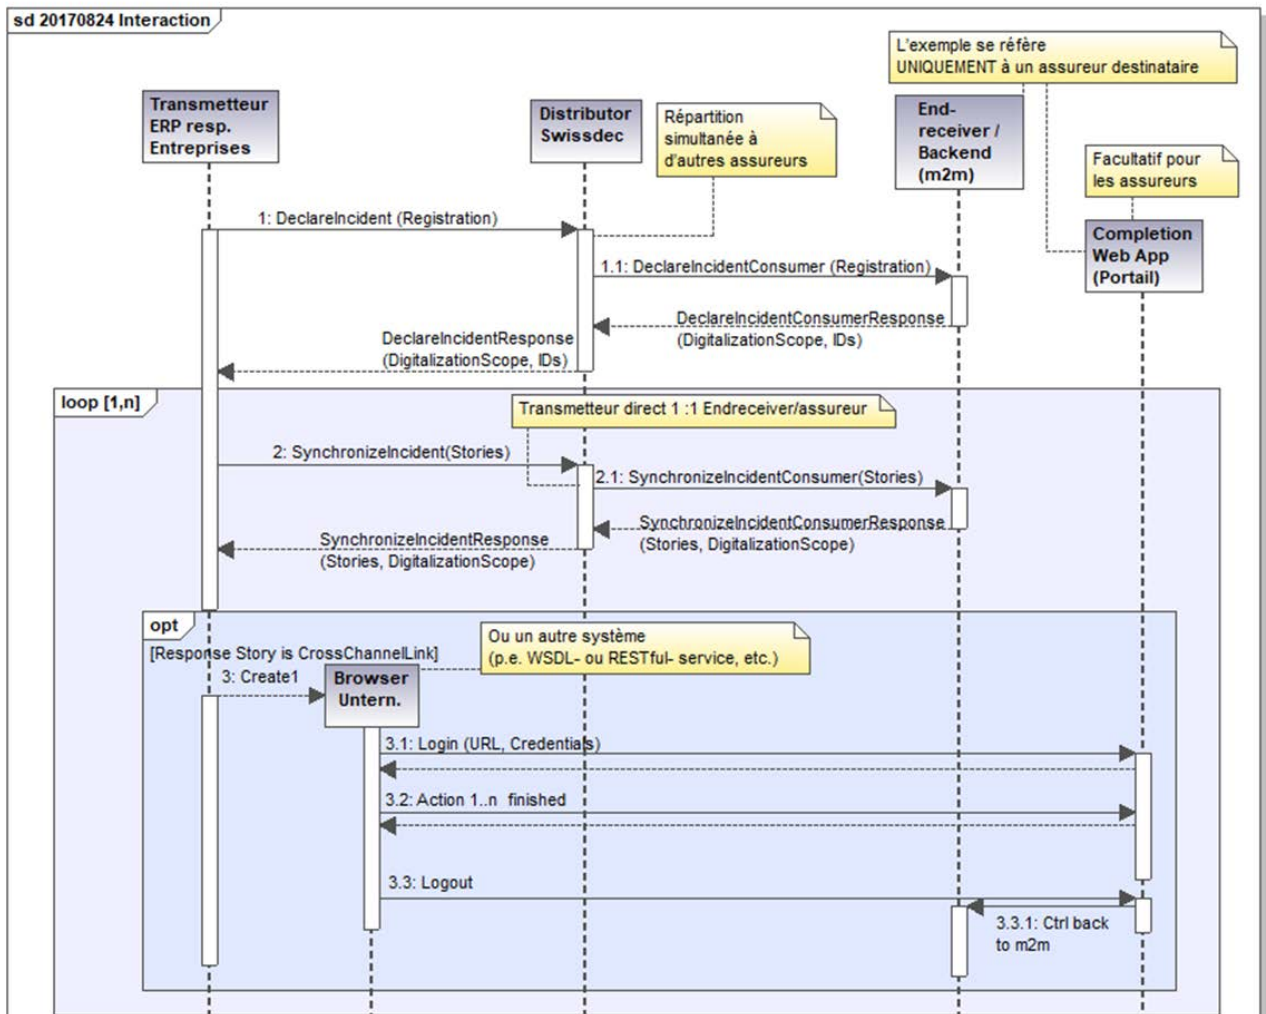 sd 20170824 Interaction
L'exemple se réfère
UNIQUEMENT à un assureur destinataire
Transmetteur
ERP resp.
Entreprises
Distributor
Swissdec
Répartition
simultanée à
d'autres assureurs
End-
receiver /
Backend
(m2m)
Facultatif pour
les assureurs
Completion
Web App
(Portail)
1: DeclareIncident (Registration)
1.1: DeclareIncidentConsumer (Registration)
DeclareIncidentConsumerResponse
(DigitalizationScope, IDs)
DeclareIncidentResponse
(DigitalizationScope, IDs)
loop [1,n]
Transmetteur direct 1 :1 Endreceiver/assureur
2: SynchronizeIncident(Stories)
2.1: SynchronizeIncidentConsumer(Stories)
SynchronizeIncidentConsumerResponse
(Stories, DigitalizationScope)
SynchronizeIncidentResponse
(Stories, DigitalizationScope)
opt
[Response Story is CrossChannelLink]
Ou un autre système
(p.e. WSDL- ou RESTful- service, etc.)
3: Create1
Browser
Untern.
3.1: Login (URL, Credentials)
3.2: Action 1..n finished
3.3: Logout
3.3.1: Ctrl back
to m2m